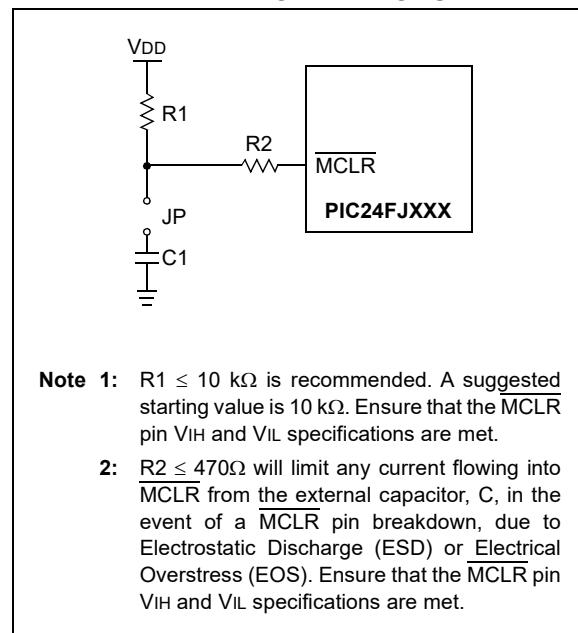 VDD
R1
R2
MCLR
JP
PIC24FJXXX
C1
Note 1: R1 ≤ 10 kΩ is recommended. A suggested
starting value is 10 kΩ. Ensure that the MCLR
pin VIH and VIL specifications are met.
2: R2 ≤ 470Ω will limit any current flowing into
MCLR from the external capacitor, C, in the
event of a MCLR pin breakdown, due to
Electrostatic Discharge (ESD) or Electrical
Overstress (EOS). Ensure that the MCLR pin
VIH and VIL specifications are met.